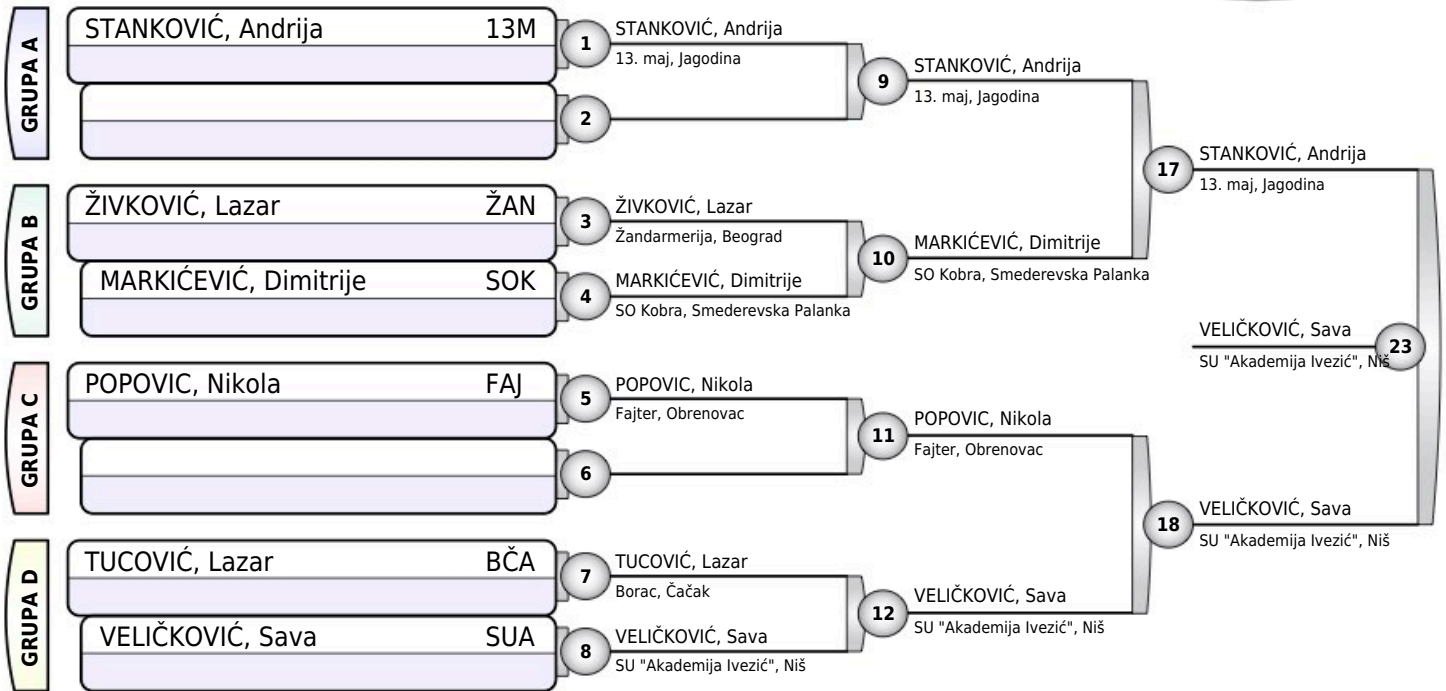 GRUPA A
STANKOVIĆ, Andrija 13M
1
STANKOVIĆ, Andrija
13. maj, Jagodina
2
9
STANKOVIĆ, Andrija
13. maj, Jagodina
GRUPA B
ŽIVKOVIĆ, Lazar ŽAN
MARKIĆEVIĆ, Dimitrije SOK
3
ŽIVKOVIĆ, Lazar
Žandarmerija, Beograd
4
MARKIĆEVIĆ, Dimitrije
SO Kobra, Smederevska Palanka
10
MARKIĆEVIĆ, Dimitrije
SO Kobra, Smederevska Palanka
17
STANKOVIĆ, Andrija
13. maj, Jagodina
GRUPA C
POPOVIC, Nikola FAJ
5
POPOVIC, Nikola
Fajter, Obrenovac
6
11
POPOVIC, Nikola
Fajter, Obrenovac
GRUPA D
TUCOVIĆ, Lazar BČA
VELIČKOVIĆ, Sava SUA
7
TUCOVIĆ, Lazar
Borac, Čačak
8
VELIČKOVIĆ, Sava
SU "Akademija Ivezić", Niš
12
VELIČKOVIĆ, Sava
SU "Akademija Ivezić", Niš
18
VELIČKOVIĆ, Sava
SU "Akademija Ivezić", Niš
VELIČKOVIĆ, Sava
SU "Akademija Ivezić", Niš
23